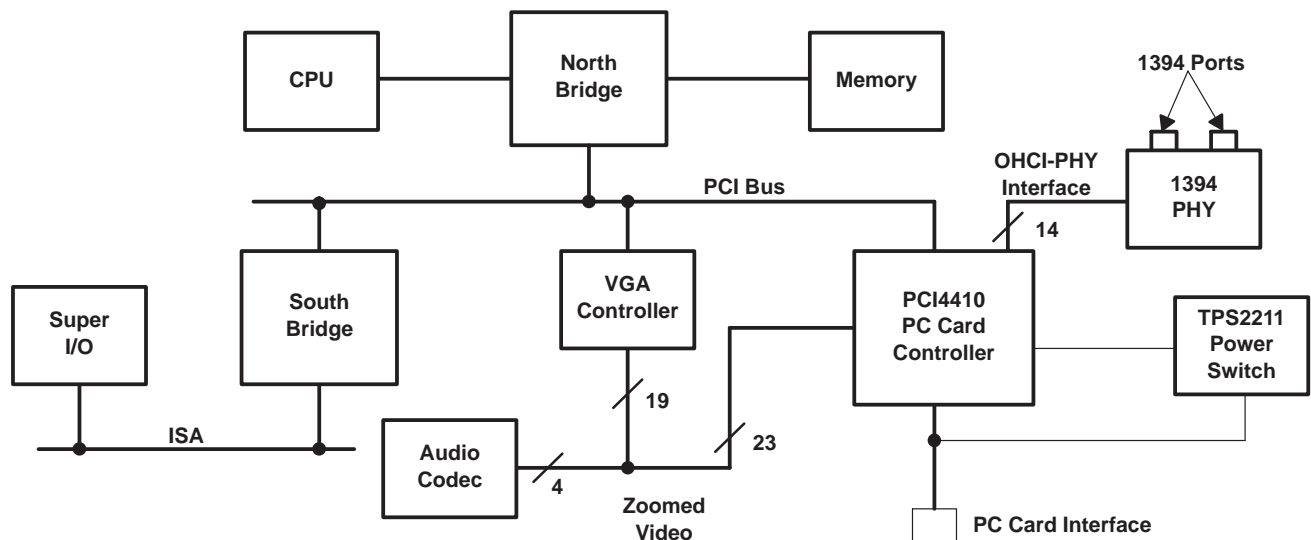 CPU
North
Bridge
Memory
1394 Ports
OHCI-PHY
Interface
1394
PHY
PCI Bus
14
Super
I/O
South
Bridge
VGA
Controller
PCI4410
PC Card
Controller
TPS2211
Power
Switch
19
ISA
Audio
Codec
4
23
Zoomed
Video
PC Card Interface